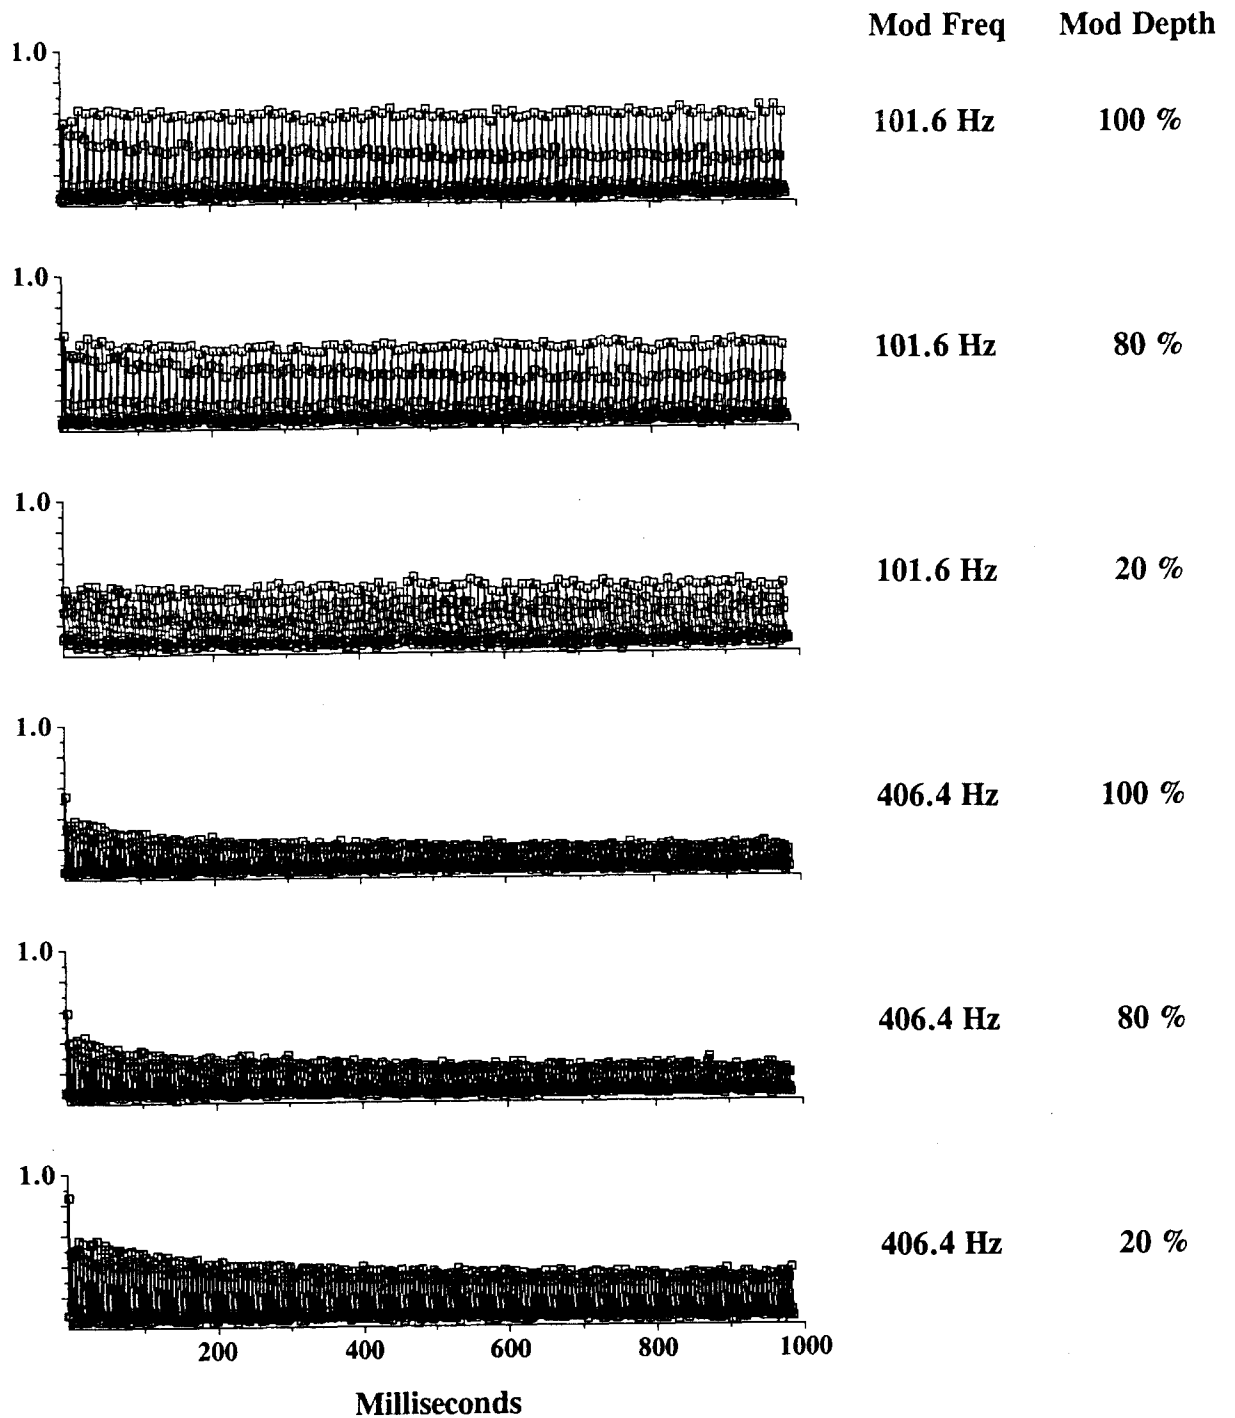 Mod Freq Mod Depth
1.0
101.6 Hz 100 %
1.0
101.6 Hz 80 %
1.0
101.6 Hz 20 %
1.0
406.4 Hz 100 %
1.0
406.4 Hz 80 %
1.0
406.4 Hz 20 %
200 400 600 800 1000
Milliseconds